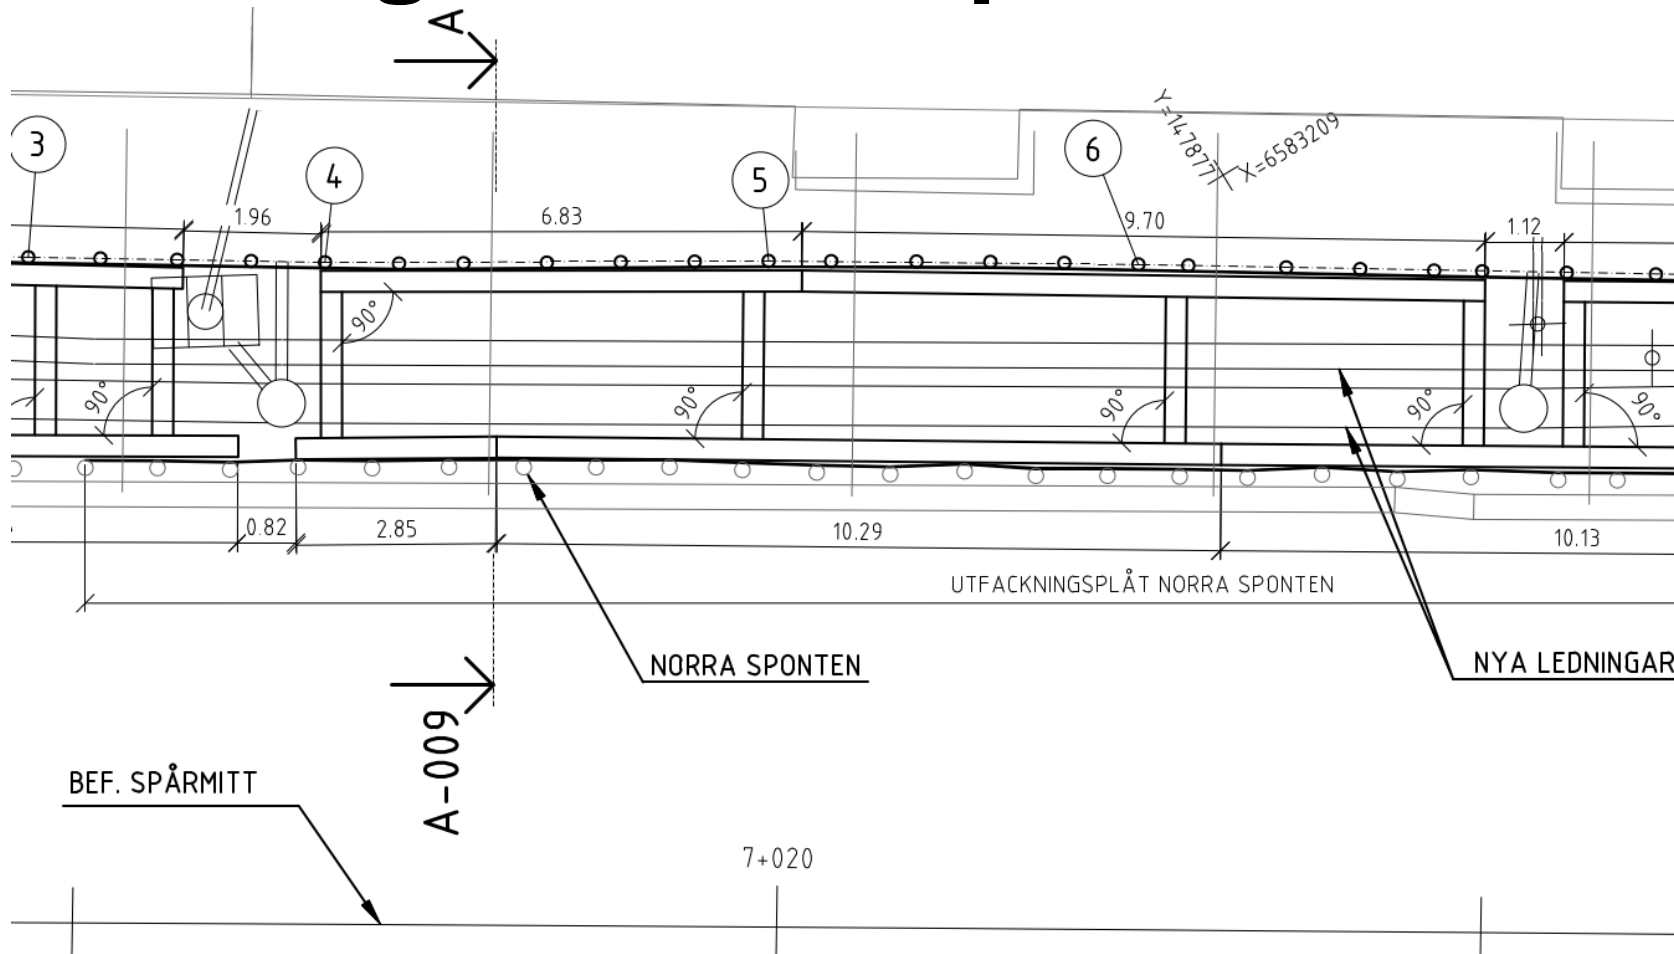 A
3
4
5
6
Y=147877
X=6583209
1.96
6.83
9.70
1.12
90°
90°
90°
90°
90°
90°
0.82
2.85
10.29
10.13
UTFACKNINGSPLÅT NORRA SPONTEN
NORRA SPONTEN
NYA LEDNINGAR
A-009
BEF. SPÅRMITT
7+020